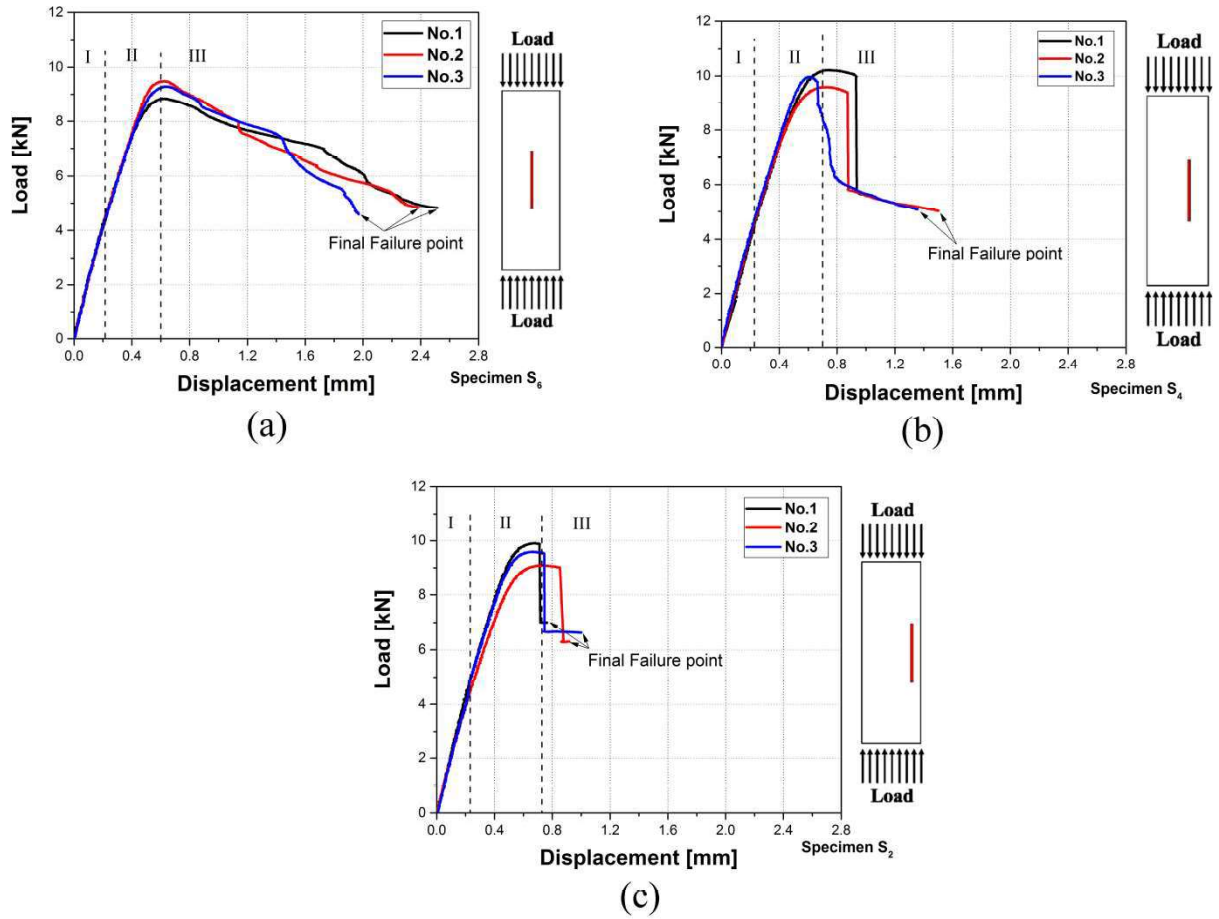 12
10
8
6
4
2
0
Load [kN]
I
II
III
No.1
No.2
No.3
Final Failure point
0.0 0.4 0.8 1.2 1.6 2.0 2.4 2.8
Displacement [mm]
Specimen S₆
Load
Load
(a)
12
10
8
6
4
2
0
Load [kN]
I
II
III
No.1
No.2
No.3
Final Failure point
0.0 0.4 0.8 1.2 1.6 2.0 2.4 2.8
Displacement [mm]
Specimen S₄
Load
Load
(b)
12
10
8
6
4
2
0
Load [kN]
I
II
III
No.1
No.2
No.3
Final Failure point
0.0 0.4 0.8 1.2 1.6 2.0 2.4 2.8
Displacement [mm]
Specimen S₂
Load
Load
(c)